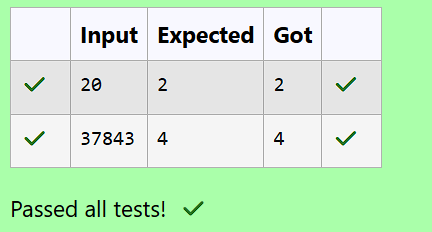 Input Expected Got
20 2 2
37843 4 4
Passed all tests!